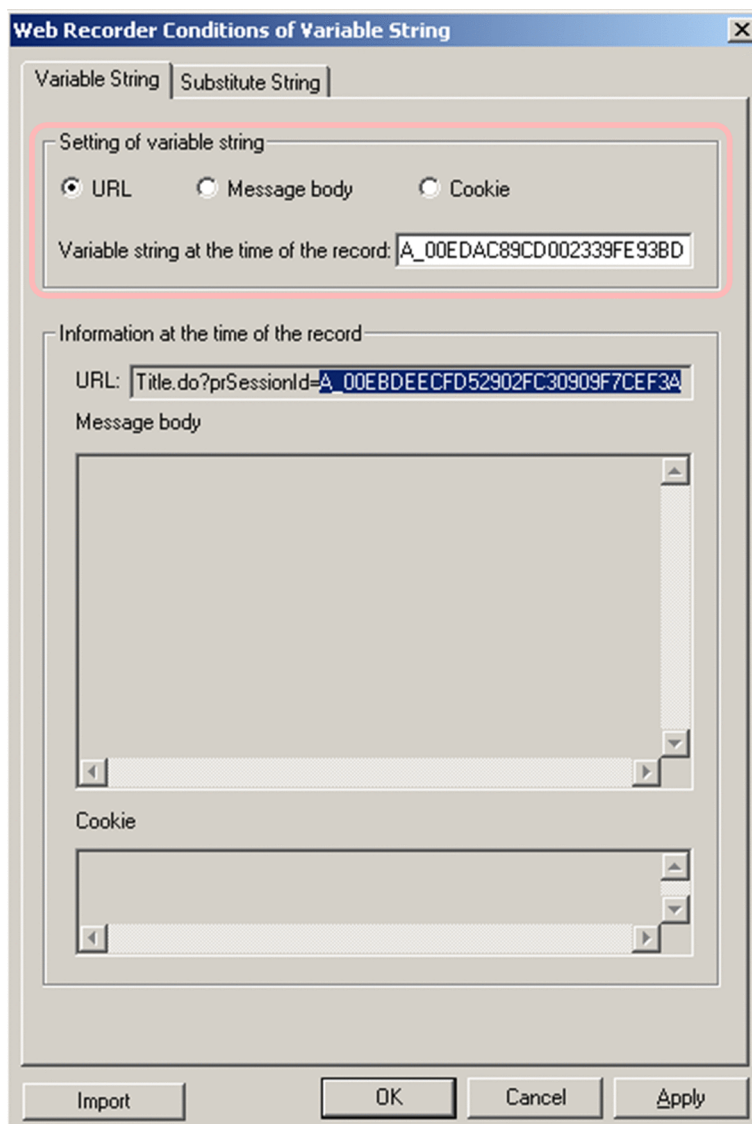 Web Recorder Conditions of Variable String
Variable String Substitute String
Setting of variable string
URL Message body Cookie
Variable string at the time of the record: A_00EDAC89CD002339FE93BD
Information at the time of the record
URL: Title.do?prSessionId=A_00EBDEECFD52902FC30909F7CEF3A
Message body
Cookie
Import OK Cancel Apply